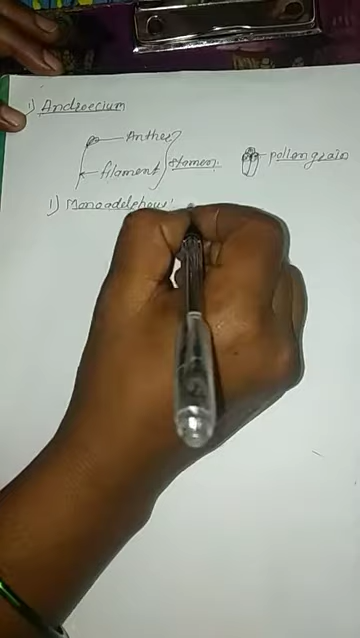 1) Androecium
Anther
filament
stamen.
pollengrain
1) Monoadelphous: